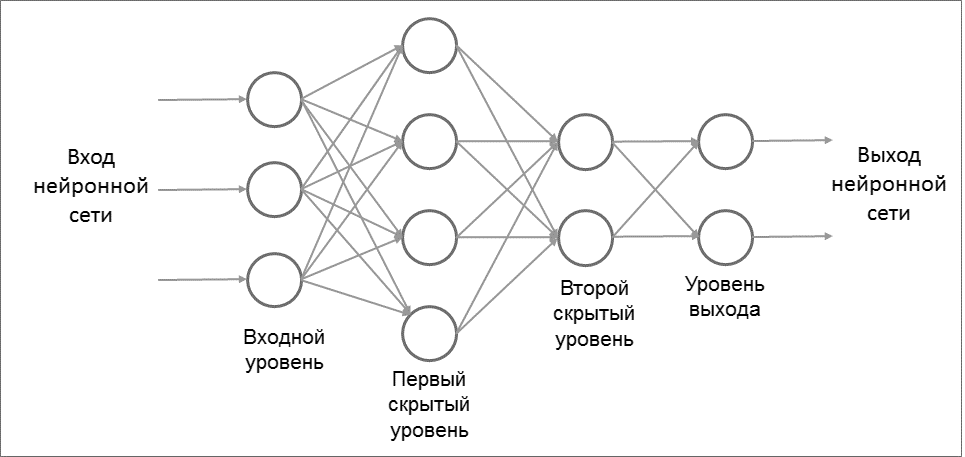 Вход
нейронной
сети
Входной
уровень
Первый
скрытый
уровень
Второй
скрытый
уровень
Уровень
выхода
Выход
нейронной
сети